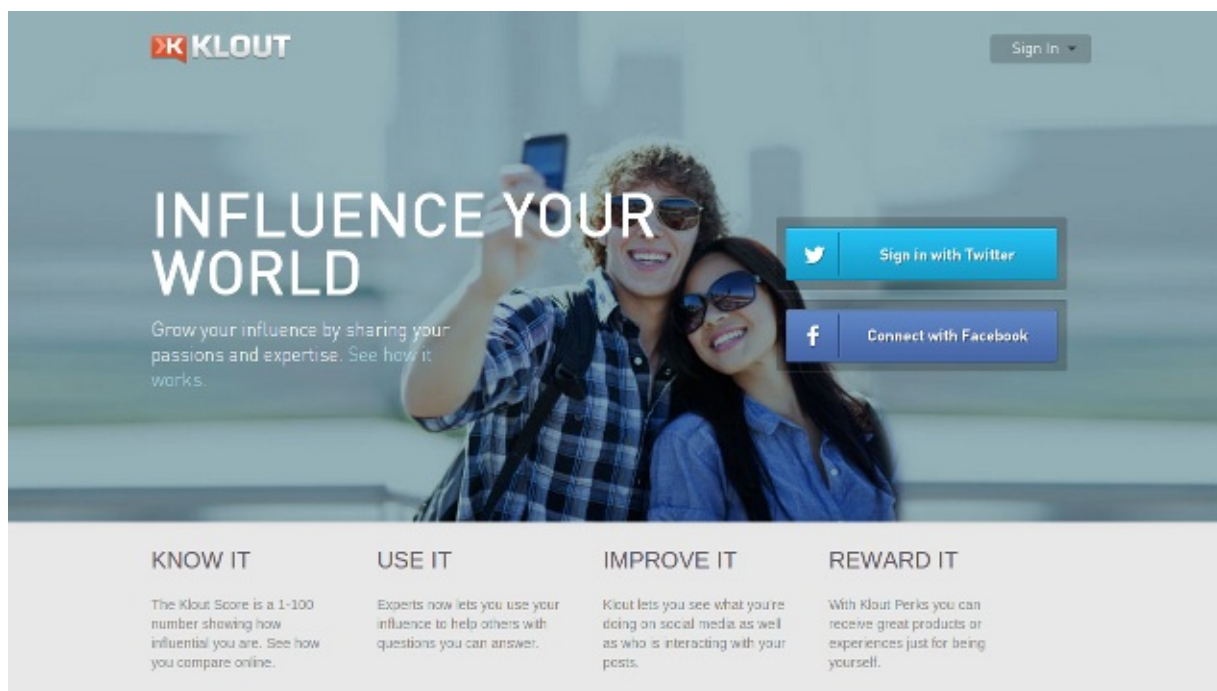 KLOUT
Sign In
INFLUENCE YOUR
WORLD
Grow your influence by sharing your
passions and expertise. See how it
works.
Sign in with Twitter
Connect with Facebook
KNOW IT
The Klout Score is a 1-100
number showing how
influential you are. See how
you compare online.
USE IT
Experts now lets you use your
influence to help others with
questions you can answer.
IMPROVE IT
Klout lets you see what you're
doing on social media as well
as who is interacting with your
posts.
REWARD IT
With Klout Perks you can
receive great products or
experiences just for being
yourself.